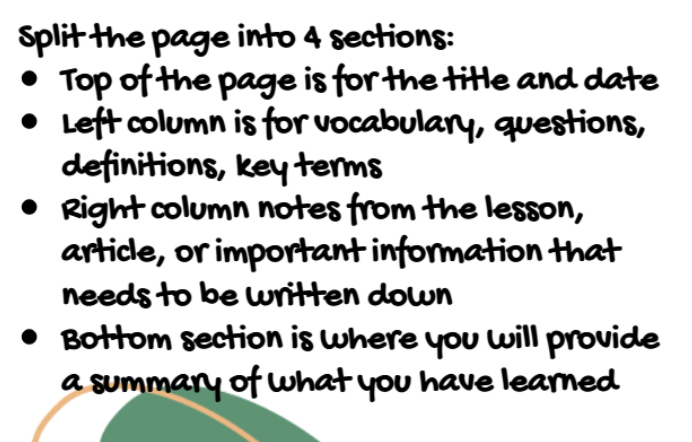 Split the page into 4 sections:
● Top of the page is for the title and date
● Left column is for vocabulary, questions,
definitions, key terms
● Right column notes from the lesson,
article, or important information that
needs to be written down
● Bottom section is where you will provide
a summary of what you have learned